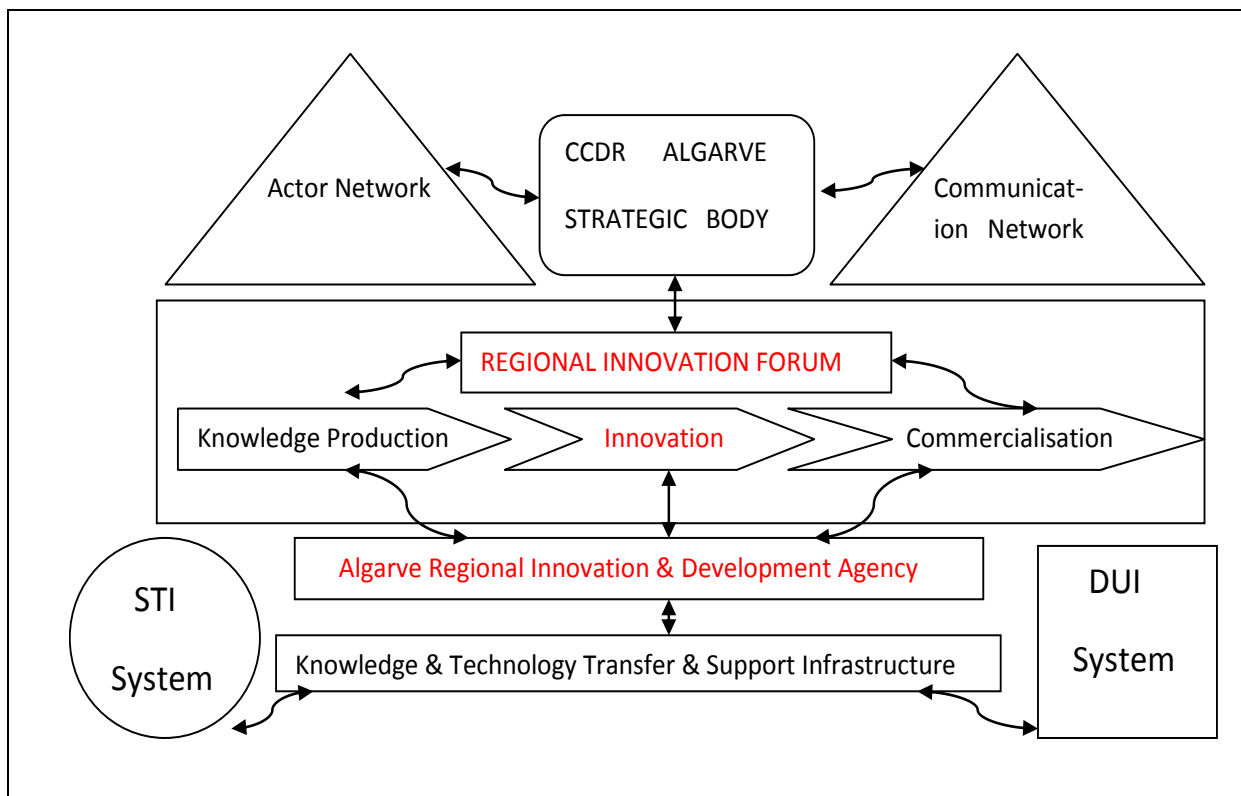 Actor Network
CCDR ALGARVE
STRATEGIC BODY
Communicat-
ion Network
REGIONAL INNOVATION FORUM
Knowledge Production
Innovation
Commercialisation
Algarve Regional Innovation & Development Agency
STI
System
Knowledge & Technology Transfer & Support Infrastructure
DUI
System